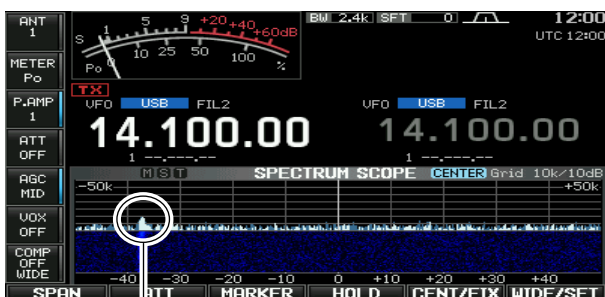 ANT
1
METER
Po
P.AMP
1
ATT
OFF
AGC
MID
VOX
OFF
COMP
OFF
WIDE
S 1 5 9 +20 +40 +60dB
Po 0 10 25 50 100 %
BW 2.4k SFT 0
12:00
UTC 12:00
TX
VFO USB FIL2
14.100.00
1 --.---.--
VFO USB FIL2
14.100.00
1 --.---.--
M S T SPECTRUM SCOPE CENTER Grid 10k/10dB
-50k +50k
-40 -30 -20 -10 0 +10 +20 +30 +40
SPAN ATT MARKER HOLD CENT/FIX WIDE/SET